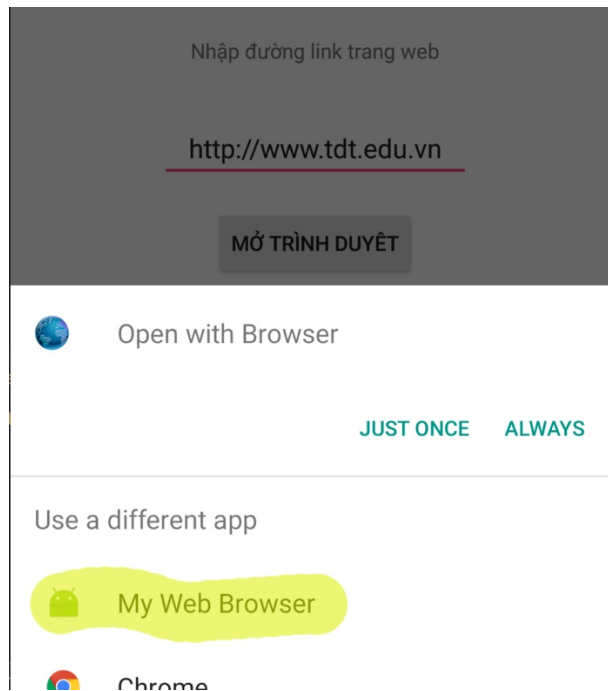 Nhập đường link trang web
http://www.tdt.edu.vn
MỞ TRÌNH DUYÊT
Open with Browser
JUST ONCE ALWAYS
Use a different app
My Web Browser
Chrome